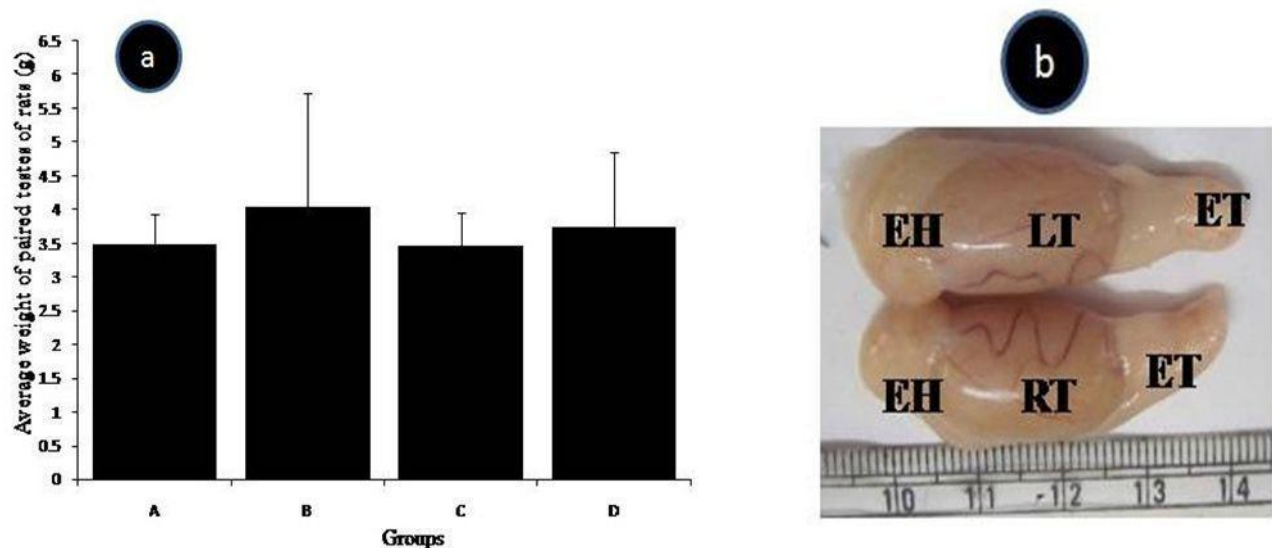 a
Average weight of paired testes of rats (g)
6.5
6
5.5
5
4.5
4
3.5
3
2.5
2
1.5
1
0.5
0
A B C D
Groups
b
EH LT ET
EH RT ET
10 11 12 13 14